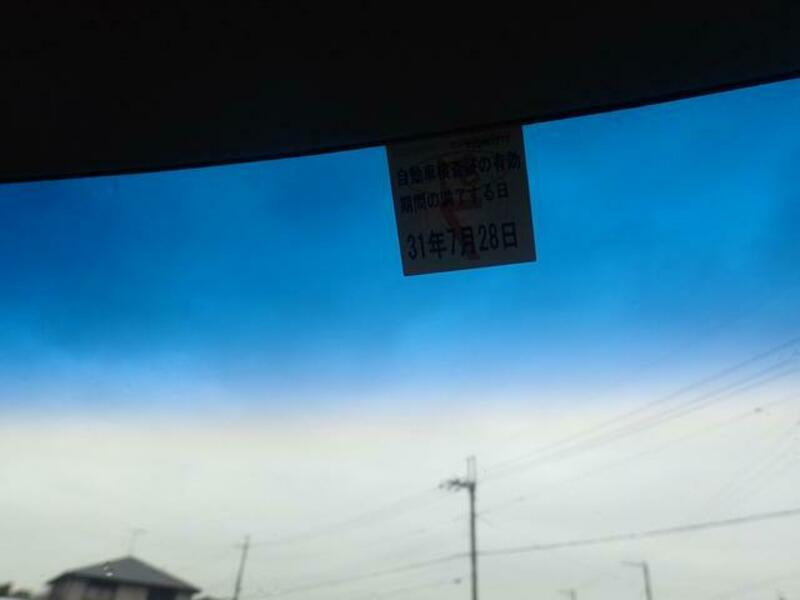 自動車検査証の有効
期間の満了する日
31年7月28日